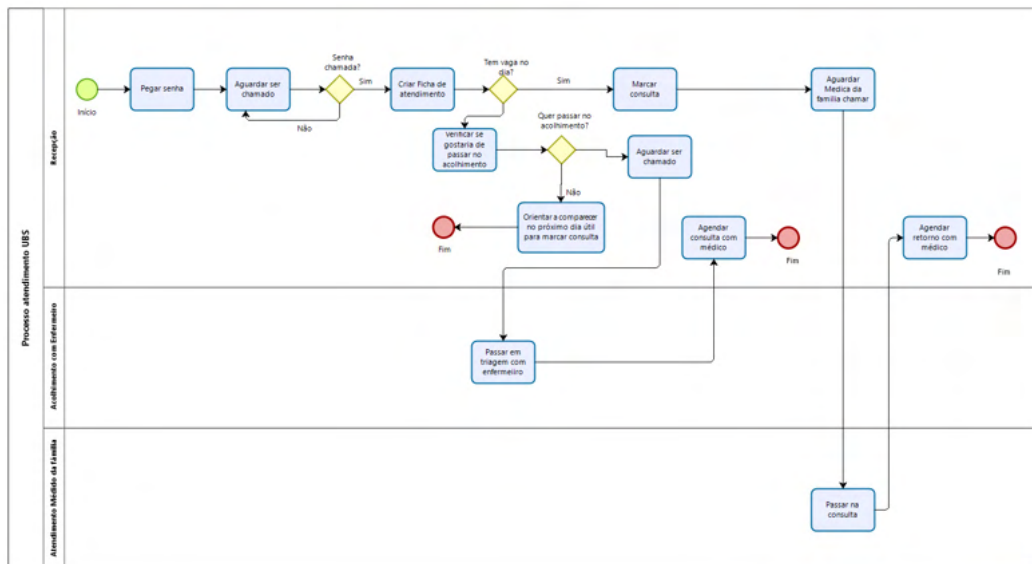 Processo atendimento UBS
Recepção
Início
Pegar senha
Aguardar ser
chamado
Senha
chamada?
Sim
Não
Criar Ficha de
atendimento
Tem vaga no
dia?
Sim
Marcar
consulta
Aguardar
Medica da
familia chamar
Verificar se
gostaria de
passar no
acolhimento
Quer passar no
acolhimento?
Aguardar ser
chamado
Não
Orientar a comparecer
no próximo dia útil
para marcar consulta
Fim
Agendar
consulta com
médico
Fim
Agendar
retorno com
médico
Fim
Acolhimento com Enfermeiro
Passar em
triagem com
enfermeiiro
Atendimento Médido da família
Passar na
consulta